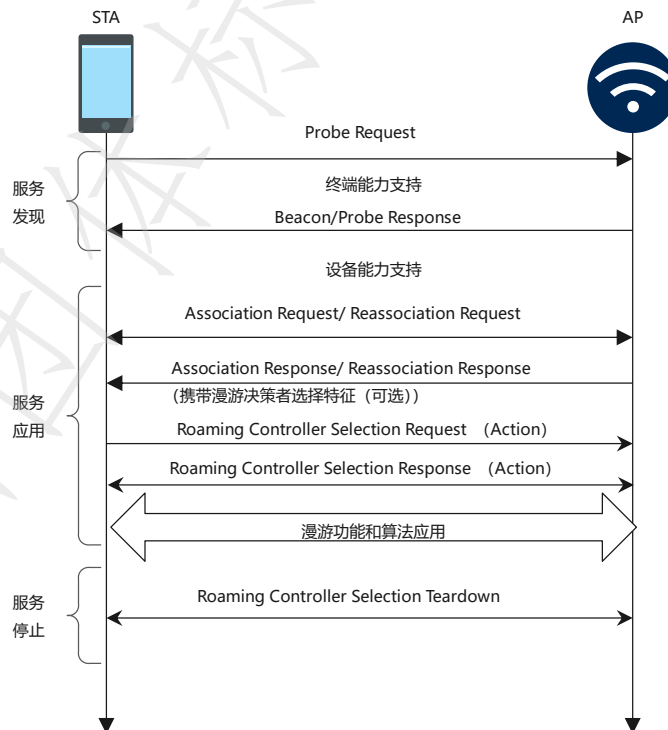 STA
AP
Probe Request
终端能力支持
服务
发现
Beacon/Probe Response
设备能力支持
Association Request/ Reassociation Request
Association Response/ Reassociation Response
（携带漫游决策者选择特征（可选））
服务
应用
Roaming Controller Selection Request （Action）
Roaming Controller Selection Response （Action）
漫游功能和算法应用
服务
停止
Roaming Controller Selection Teardown
团体标